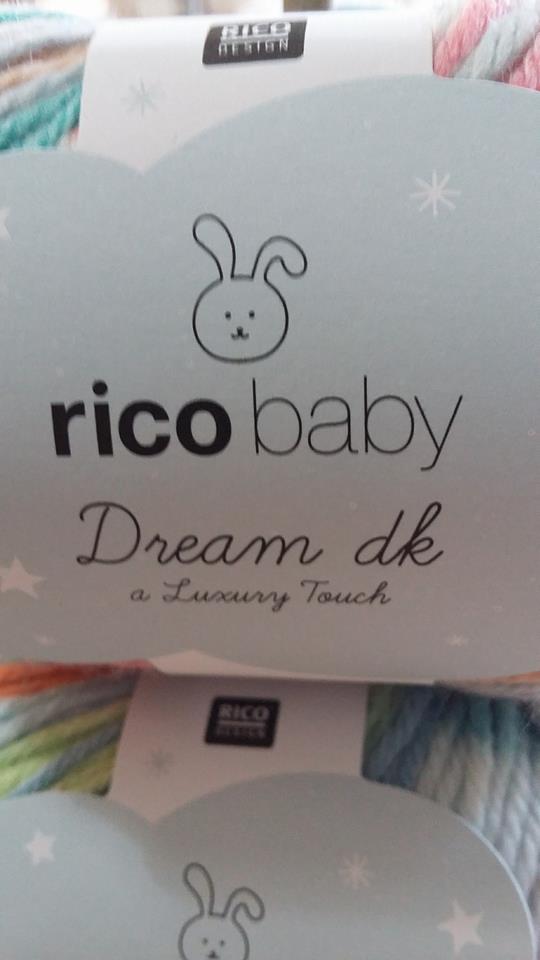 RICO
DESIGN
rico baby
Dream dk
a Luxury Touch
RICO
DESIGN